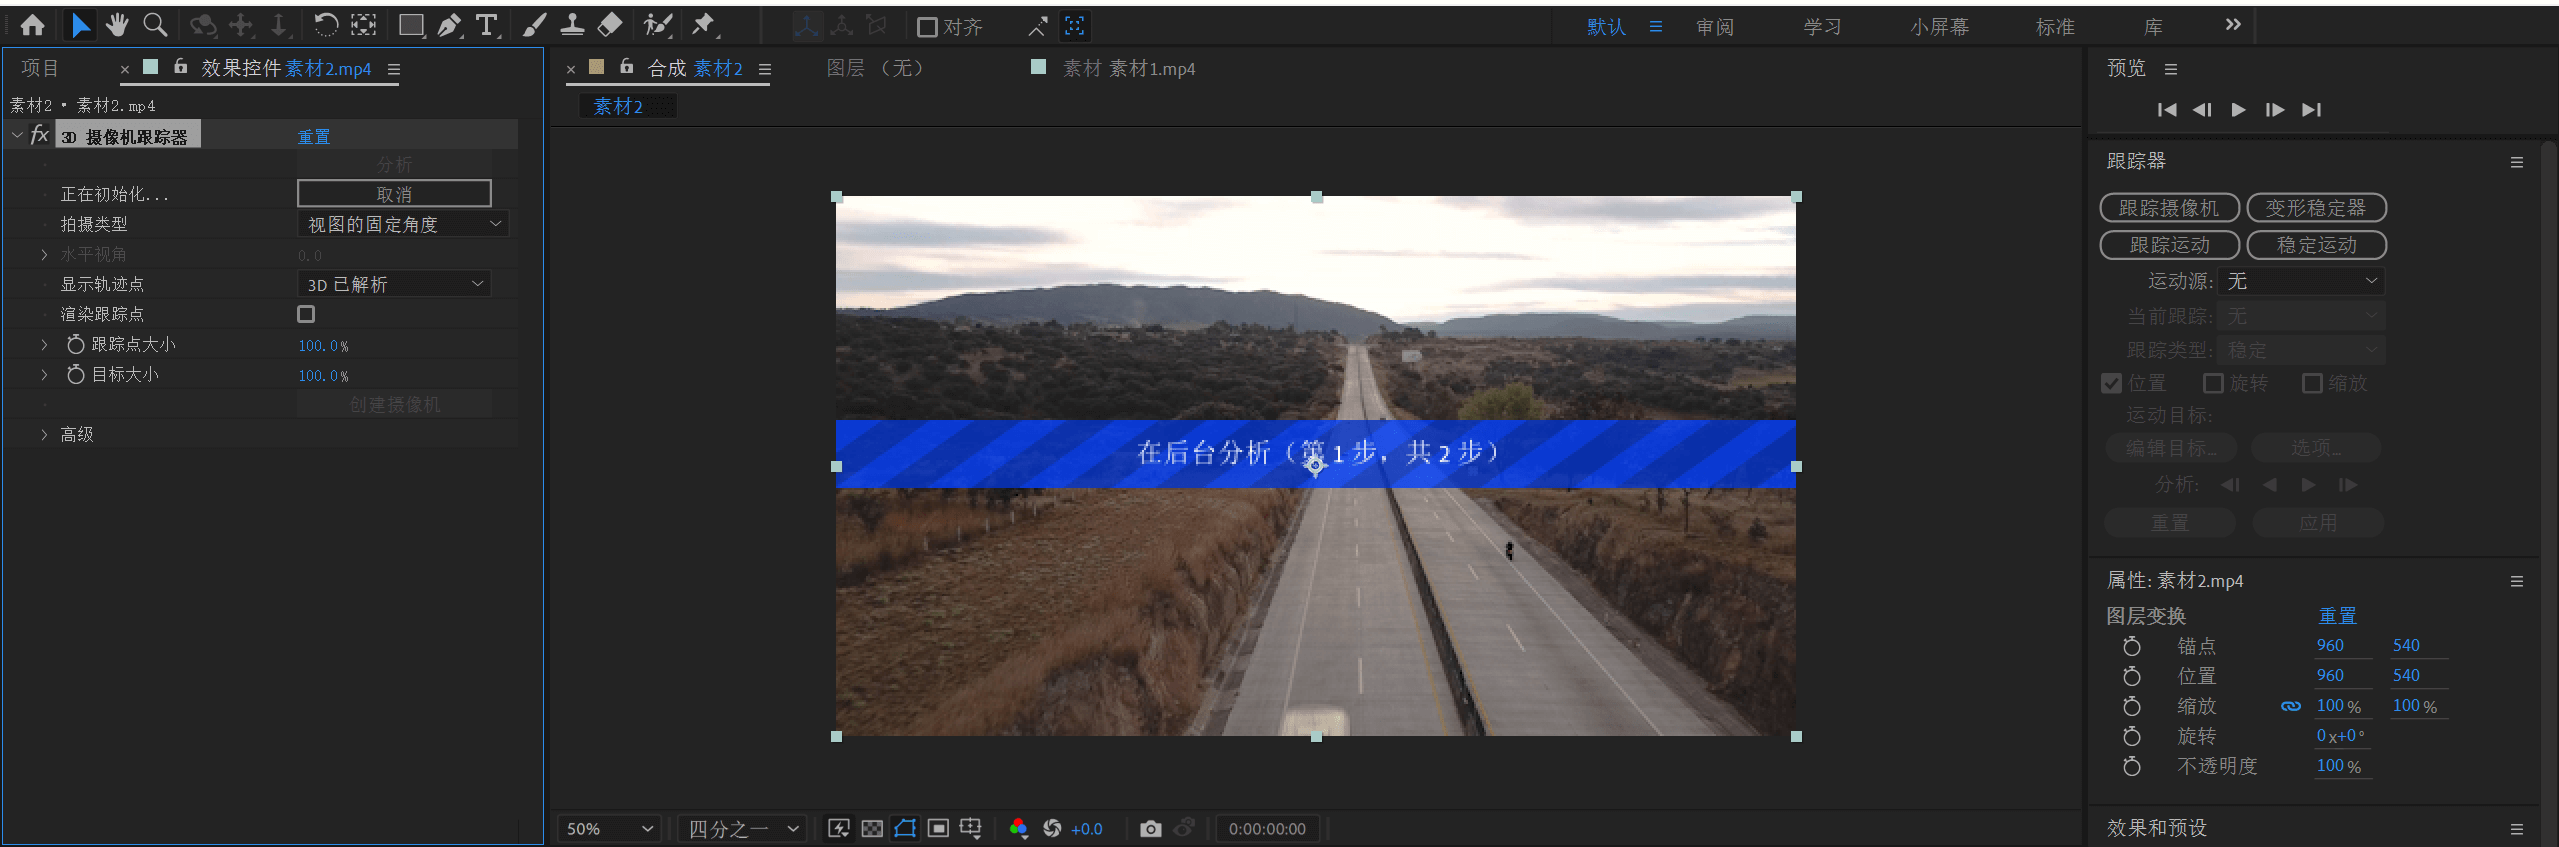 对齐
默认
审阅
学习
小屏幕
标准
库
项目
效果控件 素材2.mp4
素材2 • 素材2.mp4
fx 3D 摄像机跟踪器 重置
分析
正在初始化... 取消
拍摄类型 视图的固定角度
水平视角 0.0
显示轨迹点 3D 已解析
渲染跟踪点
跟踪点大小 100.0%
目标大小 100.0%
创建摄像机
高级
合成 素材2
图层 （无）
素材 素材1.mp4
素材2
在后台分析（第 1 步，共 2 步）
50%
四分之一
+0.0
0:00:00:00
预览
跟踪器
跟踪摄像机 变形稳定器
跟踪运动 稳定运动
运动源: 无
当前跟踪: 无
跟踪类型: 稳定
位置 旋转 缩放
运动目标:
编辑目标... 选项...
分析:
重置 应用
属性: 素材2.mp4
图层变换 重置
锚点 960 540
位置 960 540
缩放 100 % 100 %
旋转 0 x+0 °
不透明度 100 %
效果和预设